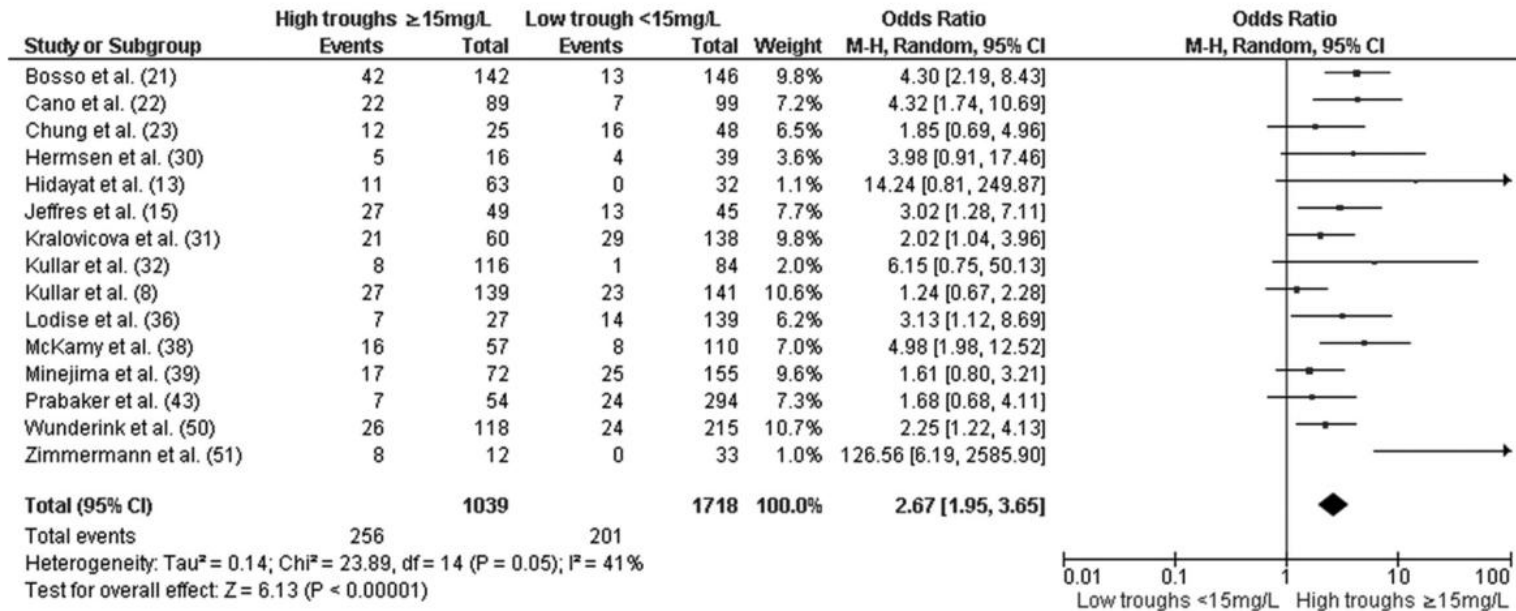 High troughs ≥15mg/L Low trough <15mg/L Odds Ratio Odds Ratio
Study or Subgroup Events Total Events Total Weight M-H, Random, 95% CI M-H, Random, 95% CI
Bosso et al. (21) 42 142 13 146 9.8% 4.30 [2.19, 8.43]
Cano et al. (22) 22 89 7 99 7.2% 4.32 [1.74, 10.69]
Chung et al. (23) 12 25 16 48 6.5% 1.85 [0.69, 4.96]
Hermsen et al. (30) 5 16 4 39 3.6% 3.98 [0.91, 17.46]
Hidayat et al. (13) 11 63 0 32 1.1% 14.24 [0.81, 249.87]
Jeffres et al. (15) 27 49 13 45 7.7% 3.02 [1.28, 7.11]
Kralovicova et al. (31) 21 60 29 138 9.8% 2.02 [1.04, 3.96]
Kullar et al. (32) 8 116 1 84 2.0% 6.15 [0.75, 50.13]
Kullar et al. (8) 27 139 23 141 10.6% 1.24 [0.67, 2.28]
Lodise et al. (36) 7 27 14 139 6.2% 3.13 [1.12, 8.69]
McKamy et al. (38) 16 57 8 110 7.0% 4.98 [1.98, 12.52]
Minejima et al. (39) 17 72 25 155 9.6% 1.61 [0.80, 3.21]
Prabaker et al. (43) 7 54 24 294 7.3% 1.68 [0.68, 4.11]
Wunderink et al. (50) 26 118 24 215 10.7% 2.25 [1.22, 4.13]
Zimmermann et al. (51) 8 12 0 33 1.0% 126.56 [6.19, 2585.90]
Total (95% CI) 1039 1718 100.0% 2.67 [1.95, 3.65]
Total events 256 201
Heterogeneity: Tau² = 0.14; Chi² = 23.89, df = 14 (P = 0.05); I² = 41%
Test for overall effect: Z = 6.13 (P < 0.00001)
0.01 0.1 1 10 100
Low troughs <15mg/L High troughs ≥15mg/L